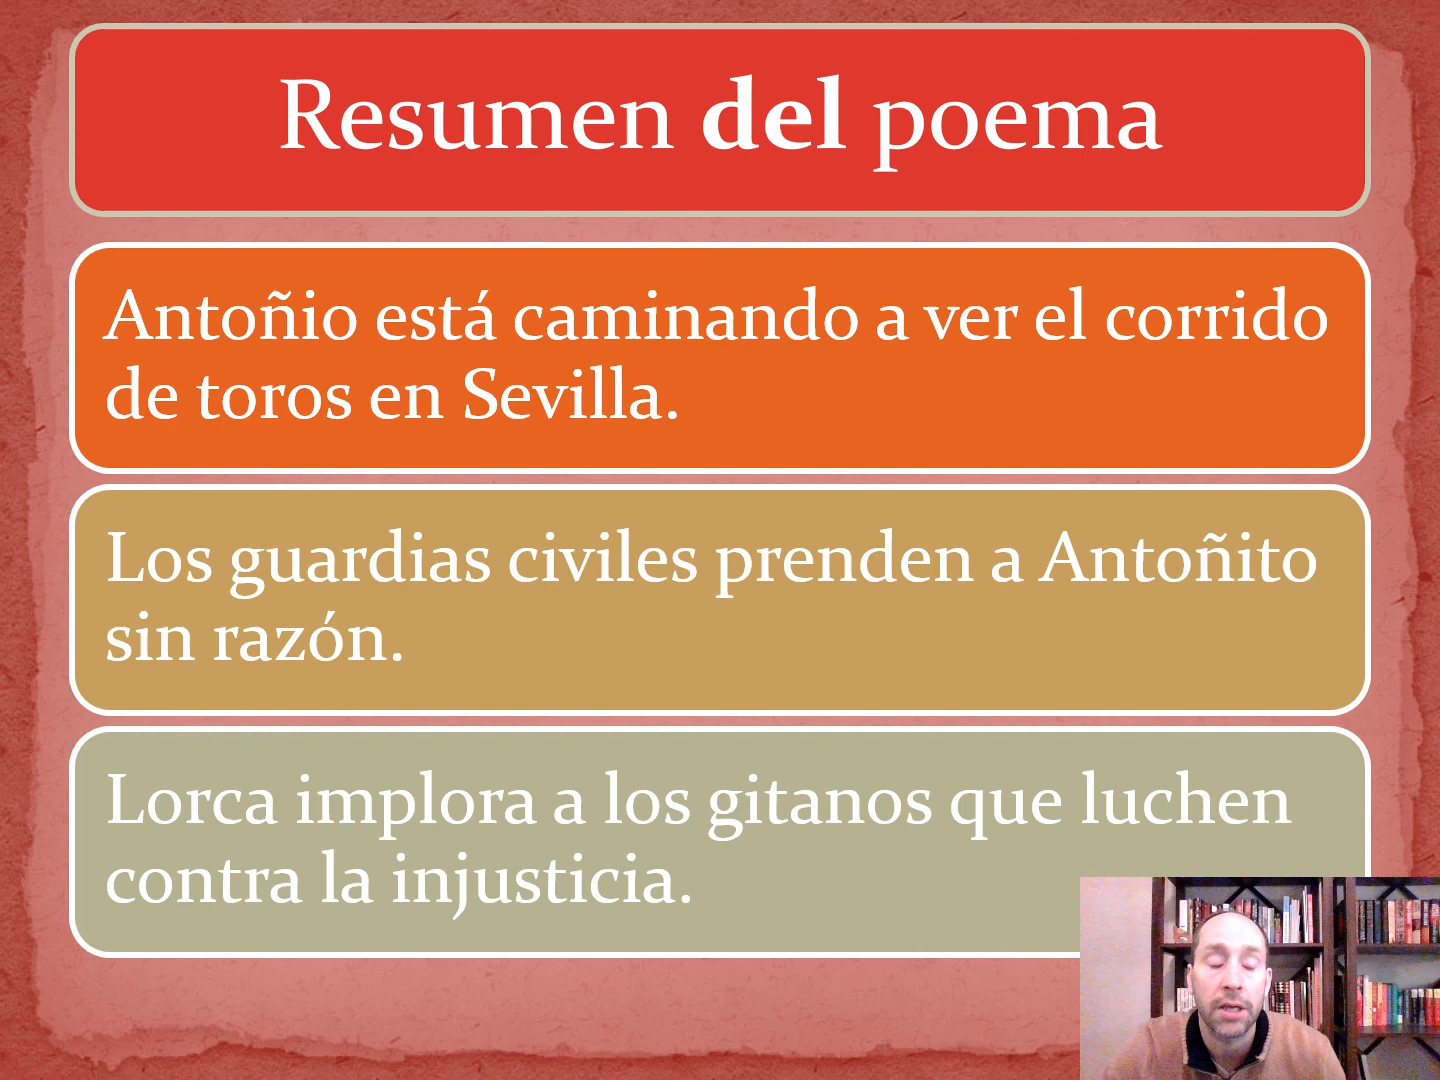 Resumen del poema
Antoñio está caminando a ver el corrido
de toros en Sevilla.
Los guardias civiles prenden a Antoñito
sin razón.
Lorca implora a los gitanos que luchen
contra la injusticia.